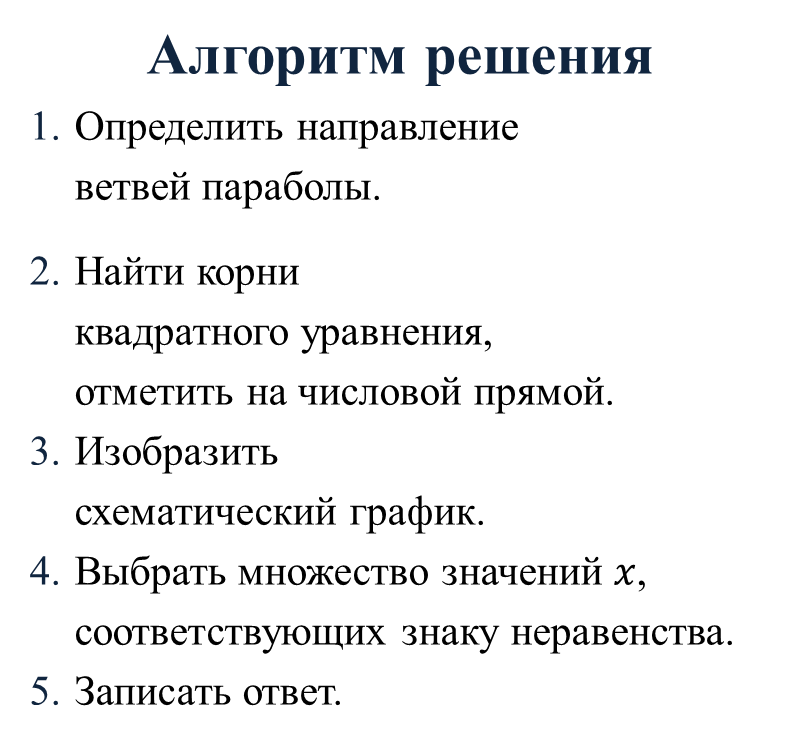 Алгоритм решения
1. Определить направление
ветвей параболы.
2. Найти корни
квадратного уравнения,
отметить на числовой прямой.
3. Изобразить
схематический график.
4. Выбрать множество значений x,
соответствующих знаку неравенства.
5. Записать ответ.